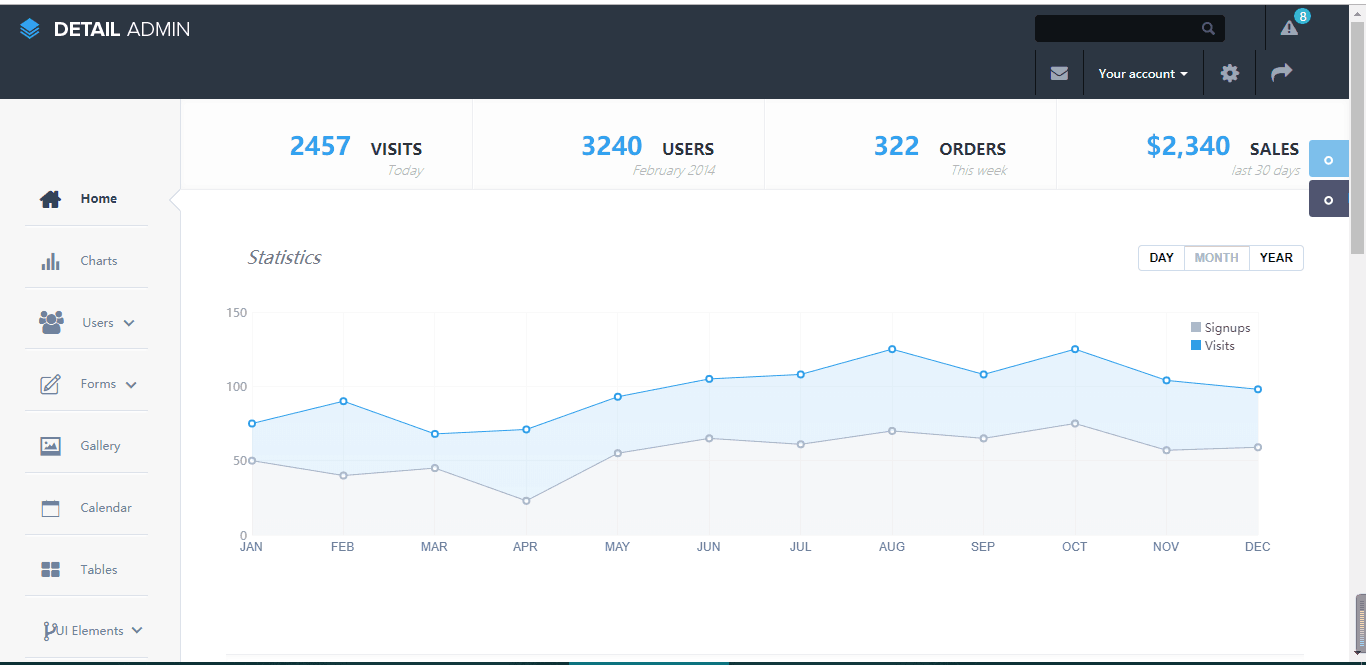 DETAIL ADMIN
8
Your account
2457 VISITS
Today
3240 USERS
February 2014
322 ORDERS
This week
$2,340 SALES
last 30 days
Home
Charts
Users
Forms
Gallery
Calendar
Tables
UI Elements
Statistics
DAY MONTH YEAR
Signups
Visits
150
100
50
0
JAN FEB MAR APR MAY JUN JUL AUG SEP OCT NOV DEC